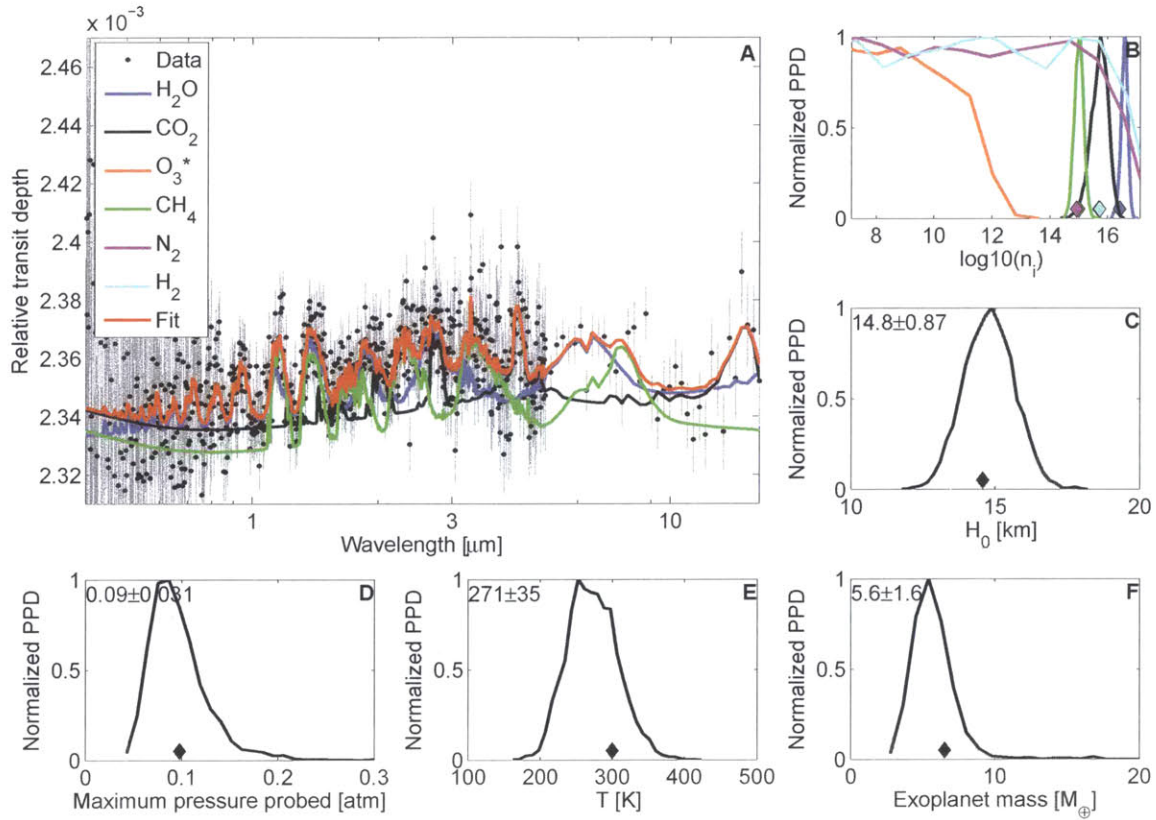 × 10⁻³
A
Relative transit depth
2.46
2.44
2.42
2.4
2.38
2.36
2.34
2.32
Data
H₂O
CO₂
O₃*
CH₄
N₂
H₂
Fit
1
3
10
Wavelength [μm]
B
Normalized PPD
1
0.5
0
8
10
12
14
16
log10(nᵢ)
C
14.8±0.87
Normalized PPD
1
0.5
0
10
15
20
H₀ [km]
D
0.09±0.031
Normalized PPD
1
0.5
0
0
0.1
0.2
0.3
Maximum pressure probed [atm]
E
271±35
Normalized PPD
1
0.5
0
100
200
300
400
500
T [K]
F
5.6±1.6
Normalized PPD
1
0.5
0
0
10
20
Exoplanet mass [M⊕]